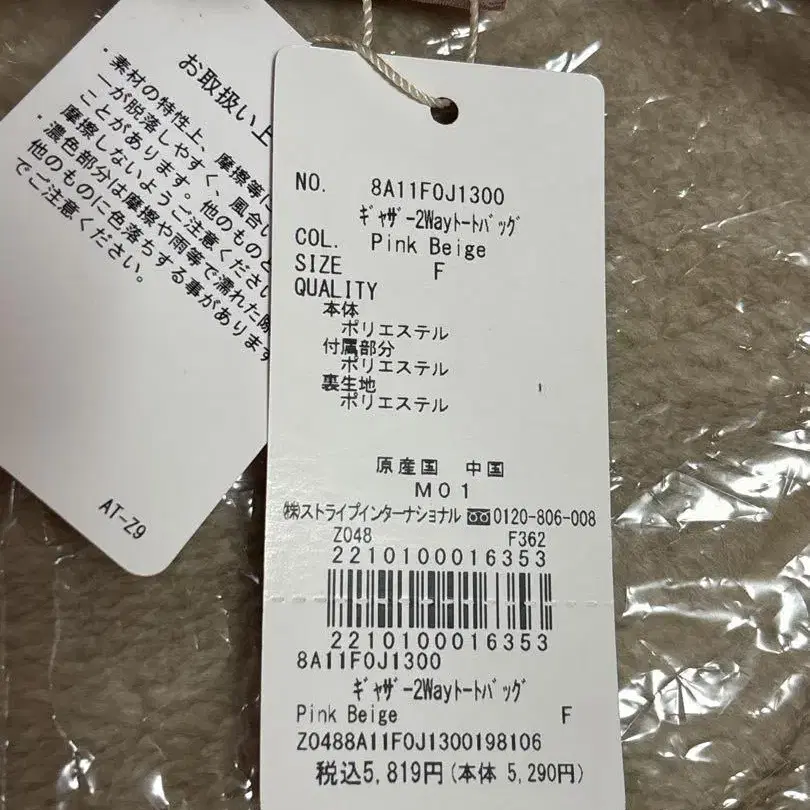 お取扱い上
・素材の特性上、摩擦等に
ーが脱落しやすく、風合い
ことがあります。他のものと
摩擦しないようご注意ください
・濃色部分は摩擦や雨等で濡れた際
他のものに色落ちする事があります
でご注意ください。
AT-Z9
NO. 8A11F0J1300
ｷﾞｬｻﾞｰ2Wayﾄｰﾄﾊﾞｯｸﾞ
COL. Pink Beige
SIZE F
QUALITY
本体
ポリエステル
付属部分
ポリエステル
裏生地
ポリエステル
原産国 中国
M01
㈱ストライプインターナショナル 0120-806-008
Z048 F362
2210100016353
2210100016353
8A11F0J1300
ｷﾞｬｻﾞｰ2Wayﾄｰﾄﾊﾞｯｸﾞ
Pink Beige F
Z0488A11F0J1300198106
税込5,819円(本体 5,290円)